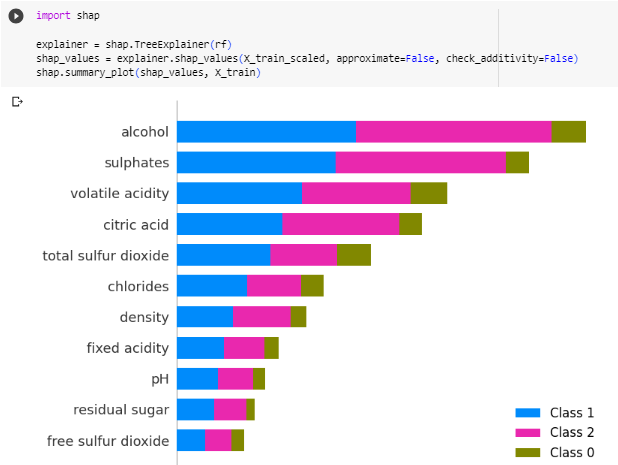 import shap
explainer = shap.TreeExplainer(rf)
shap_values = explainer.shap_values(X_train_scaled, approximate=False, check_additivity=False)
shap.summary_plot(shap_values, X_train)
alcohol
sulphates
volatile acidity
citric acid
total sulfur dioxide
chlorides
density
fixed acidity
pH
residual sugar
free sulfur dioxide
Class 1
Class 2
Class 0